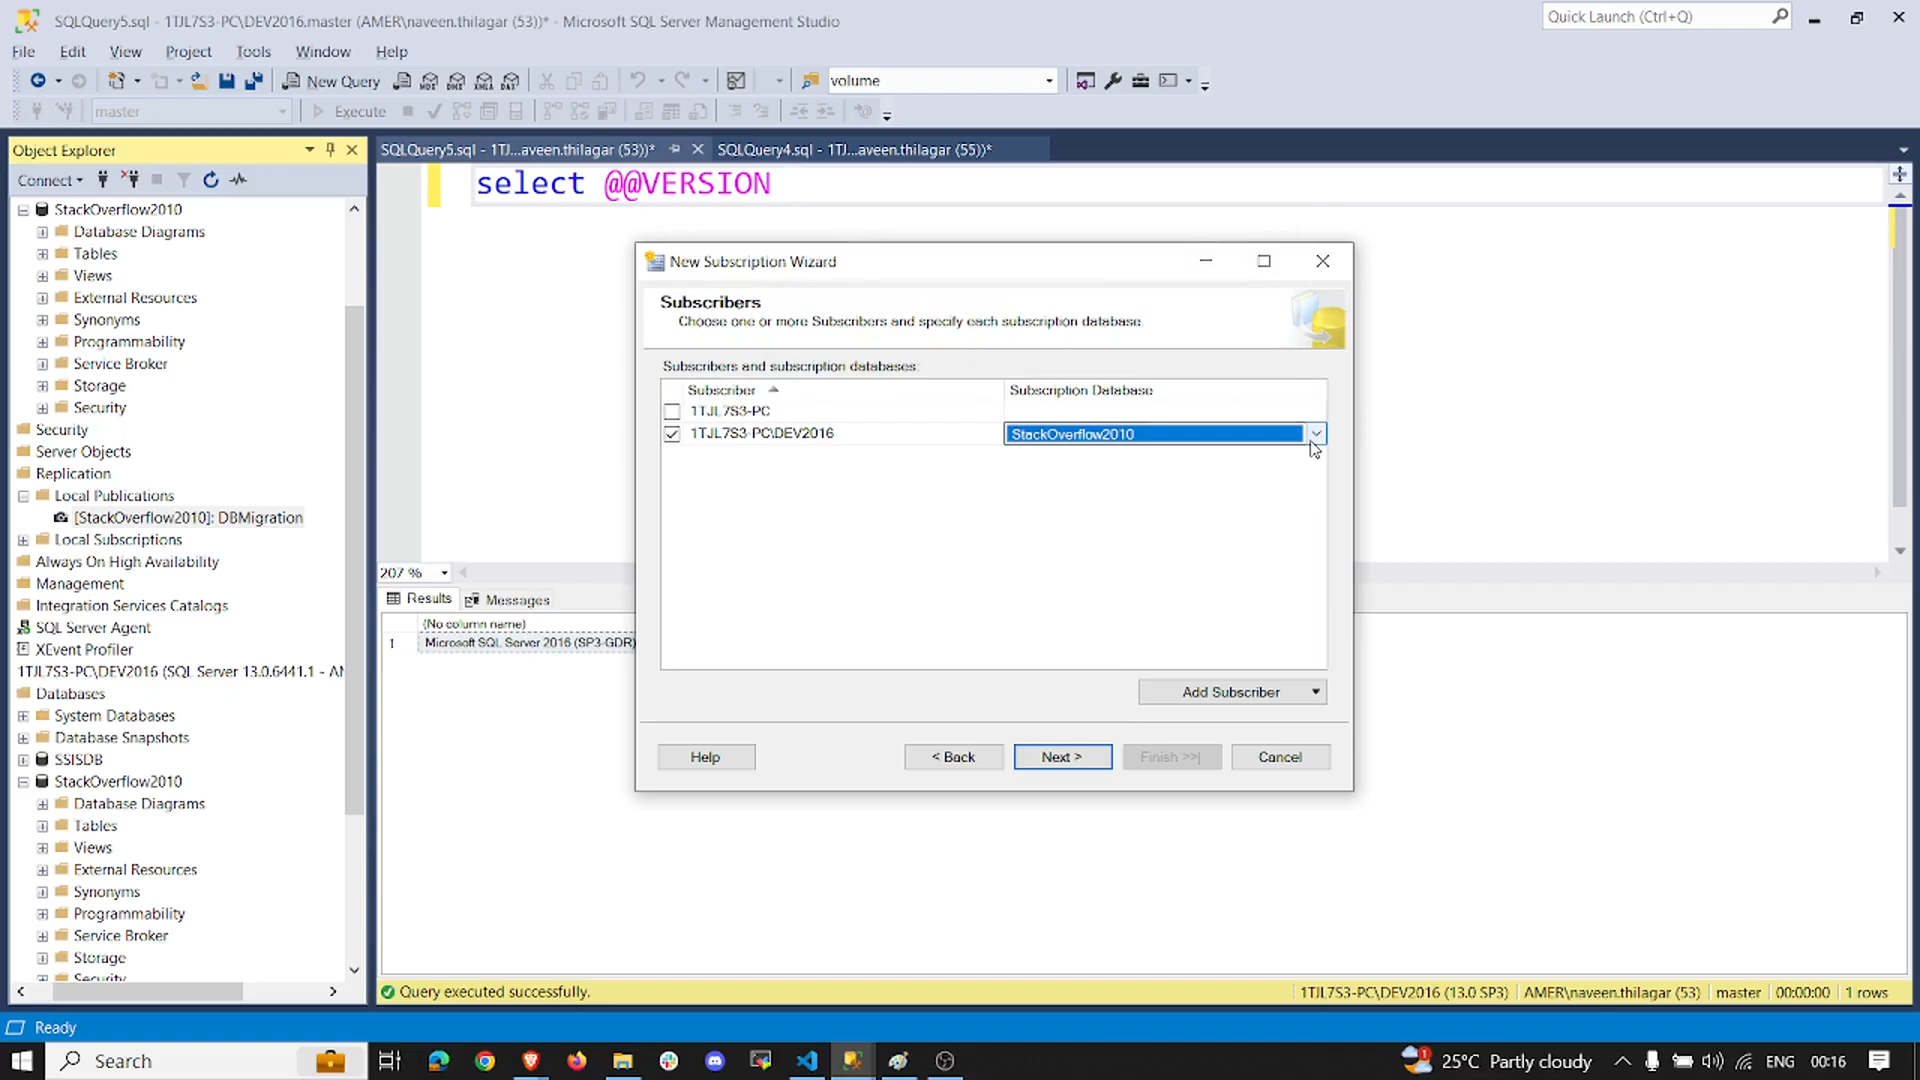 SQLQuery5.sql - 1TJL7S3-PC\DEV2016.master (AMER\naveen.thilagar (53))* - Microsoft SQL Server Management Studio
Quick Launch (Ctrl+Q)
File Edit View Project Tools Window Help
New Query
volume
master
Execute
Object Explorer
SQLQuery5.sql - 1TJ...aveen.thilagar (53))*
SQLQuery4.sql - 1TJ...aveen.thilagar (55))*
Connect
select @@VERSION
StackOverflow2010
Database Diagrams
Tables
Views
External Resources
Synonyms
Programmability
Service Broker
Storage
Security
Security
Server Objects
Replication
Local Publications
[StackOverflow2010]: DBMigration
Local Subscriptions
Always On High Availability
Management
Integration Services Catalogs
SQL Server Agent
XEvent Profiler
1TJL7S3-PC\DEV2016 (SQL Server 13.0.6441.1 -
Databases
System Databases
Database Snapshots
SSISDB
StackOverflow2010
Database Diagrams
Tables
Views
External Resources
Synonyms
Programmability
Service Broker
Storage
Security
New Subscription Wizard
Subscribers
Choose one or more Subscribers and specify each subscription database.
Subscribers and subscription databases:
Subscriber Subscription Database
1TJL7S3-PC
1TJL7S3-PC\DEV2016 StackOverflow2010
Add Subscriber
Help < Back Next > Finish >>| Cancel
207 %
Results Messages
(No column name)
1 Microsoft SQL Server 2016 (SP3-GDR)
Query executed successfully.
1TJL7S3-PC\DEV2016 (13.0 SP3) AMER\naveen.thilagar (53) master 00:00:00 1 rows
Ready
Search
1
25°C Partly cloudy
ENG
00:16